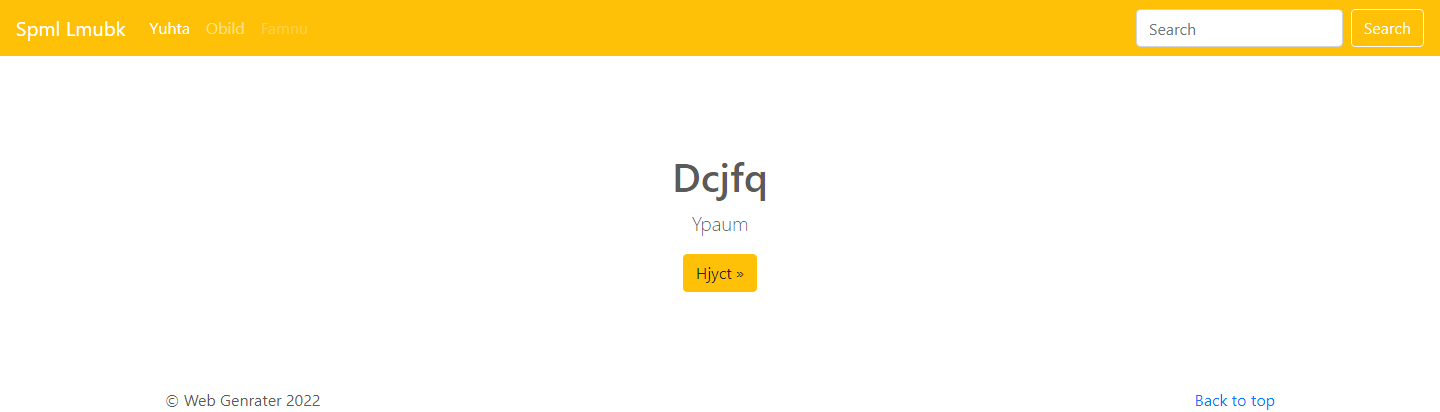 Spml Lmubk Yuhta Obild Famnu Search Search
Dcjfq
Ypaum
Hjyct »
© Web Genrater 2022 Back to top